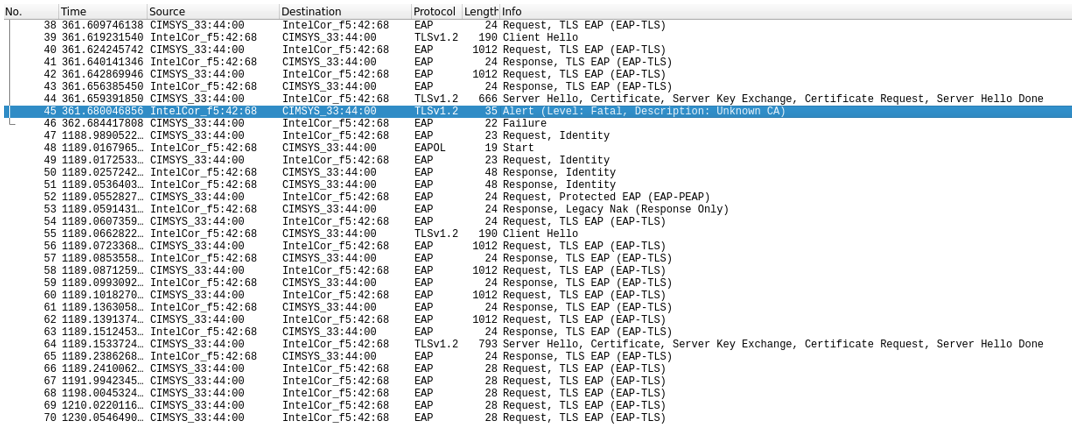 No. Time Source Destination Protocol Length Info
38 361.609746138 CIMSYS_33:44:00 IntelCor_f5:42:68 EAP 24 Request, TLS EAP (EAP-TLS)
39 361.619231540 IntelCor_f5:42:68 CIMSYS_33:44:00 TLSv1.2 190 Client Hello
40 361.624245742 CIMSYS_33:44:00 IntelCor_f5:42:68 EAP 1012 Request, TLS EAP (EAP-TLS)
41 361.640141346 IntelCor_f5:42:68 CIMSYS_33:44:00 EAP 24 Response, TLS EAP (EAP-TLS)
42 361.642869946 CIMSYS_33:44:00 IntelCor_f5:42:68 EAP 1012 Request, TLS EAP (EAP-TLS)
43 361.656385450 IntelCor_f5:42:68 CIMSYS_33:44:00 EAP 24 Response, TLS EAP (EAP-TLS)
44 361.659391850 CIMSYS_33:44:00 IntelCor_f5:42:68 TLSv1.2 666 Server Hello, Certificate, Server Key Exchange, Certificate Request, Server Hello Done
45 361.680046856 IntelCor_f5:42:68 CIMSYS_33:44:00 TLSv1.2 35 Alert (Level: Fatal, Description: Unknown CA)
46 362.684417808 CIMSYS_33:44:00 IntelCor_f5:42:68 EAP 22 Failure
47 1188.9890522… CIMSYS_33:44:00 IntelCor_f5:42:68 EAP 23 Request, Identity
48 1189.0167965… IntelCor_f5:42:68 CIMSYS_33:44:00 EAPOL 19 Start
49 1189.0172533… CIMSYS_33:44:00 IntelCor_f5:42:68 EAP 23 Request, Identity
50 1189.0257242… IntelCor_f5:42:68 CIMSYS_33:44:00 EAP 48 Response, Identity
51 1189.0536403… IntelCor_f5:42:68 CIMSYS_33:44:00 EAP 48 Response, Identity
52 1189.0552827… CIMSYS_33:44:00 IntelCor_f5:42:68 EAP 24 Request, Protected EAP (EAP-PEAP)
53 1189.0591431… IntelCor_f5:42:68 CIMSYS_33:44:00 EAP 24 Response, Legacy Nak (Response Only)
54 1189.0607359… CIMSYS_33:44:00 IntelCor_f5:42:68 EAP 24 Request, TLS EAP (EAP-TLS)
55 1189.0662822… IntelCor_f5:42:68 CIMSYS_33:44:00 TLSv1.2 190 Client Hello
56 1189.0723368… CIMSYS_33:44:00 IntelCor_f5:42:68 EAP 1012 Request, TLS EAP (EAP-TLS)
57 1189.0853558… IntelCor_f5:42:68 CIMSYS_33:44:00 EAP 24 Response, TLS EAP (EAP-TLS)
58 1189.0871259… CIMSYS_33:44:00 IntelCor_f5:42:68 EAP 1012 Request, TLS EAP (EAP-TLS)
59 1189.0993092… IntelCor_f5:42:68 CIMSYS_33:44:00 EAP 24 Response, TLS EAP (EAP-TLS)
60 1189.1018270… CIMSYS_33:44:00 IntelCor_f5:42:68 EAP 1012 Request, TLS EAP (EAP-TLS)
61 1189.1363058… IntelCor_f5:42:68 CIMSYS_33:44:00 EAP 24 Response, TLS EAP (EAP-TLS)
62 1189.1391374… CIMSYS_33:44:00 IntelCor_f5:42:68 EAP 1012 Request, TLS EAP (EAP-TLS)
63 1189.1512453… IntelCor_f5:42:68 CIMSYS_33:44:00 EAP 24 Response, TLS EAP (EAP-TLS)
64 1189.1533724… CIMSYS_33:44:00 IntelCor_f5:42:68 TLSv1.2 793 Server Hello, Certificate, Server Key Exchange, Certificate Request, Server Hello Done
65 1189.2386268… IntelCor_f5:42:68 CIMSYS_33:44:00 EAP 24 Response, TLS EAP (EAP-TLS)
66 1189.2410062… CIMSYS_33:44:00 IntelCor_f5:42:68 EAP 28 Request, TLS EAP (EAP-TLS)
67 1191.9942345… CIMSYS_33:44:00 IntelCor_f5:42:68 EAP 28 Request, TLS EAP (EAP-TLS)
68 1198.0045324… CIMSYS_33:44:00 IntelCor_f5:42:68 EAP 28 Request, TLS EAP (EAP-TLS)
69 1210.0220116… CIMSYS_33:44:00 IntelCor_f5:42:68 EAP 28 Request, TLS EAP (EAP-TLS)
70 1230.0546490… CIMSYS_33:44:00 IntelCor_f5:42:68 EAP 28 Request, TLS EAP (EAP-TLS)